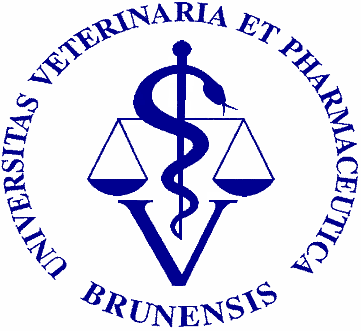 UNIVERSITAS VETERINARIA ET PHARMACEUTICA
BRUNENSIS
V